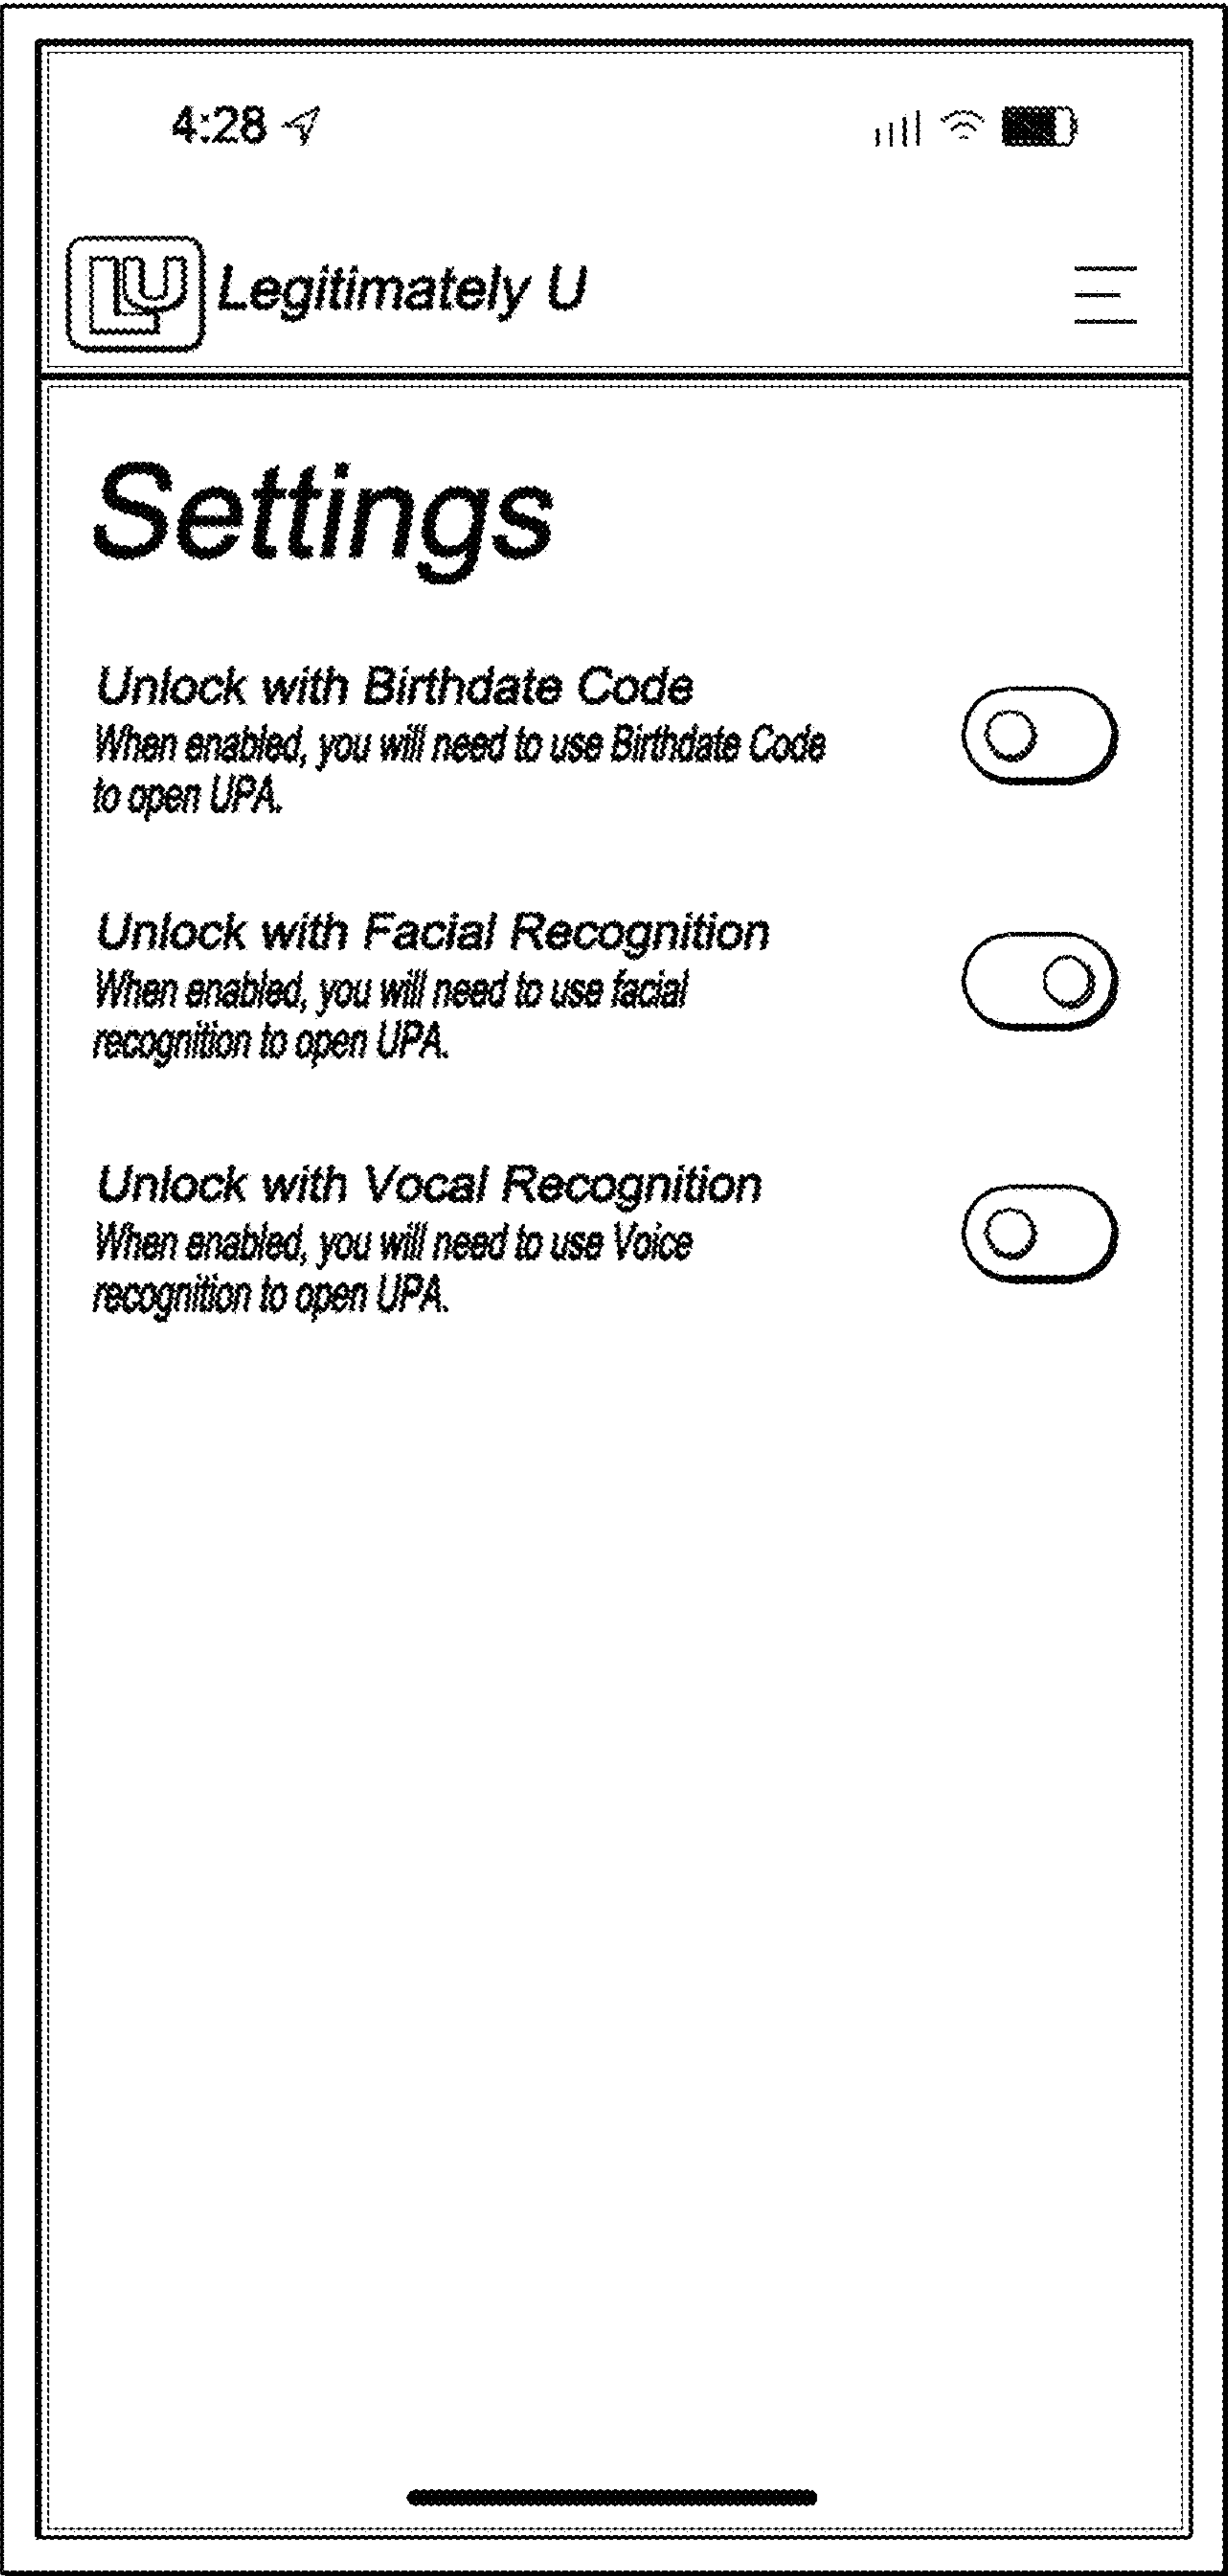 4:28
LU Legitimately U
Settings
Unlock with Birthdate Code
When enabled, you will need to use Birthdate Code
to open UPA.
Unlock with Facial Recognition
When enabled, you will need to use facial
recognition to open UPA.
Unlock with Vocal Recognition
When enabled, you will need to use Voice
recognition to open UPA.